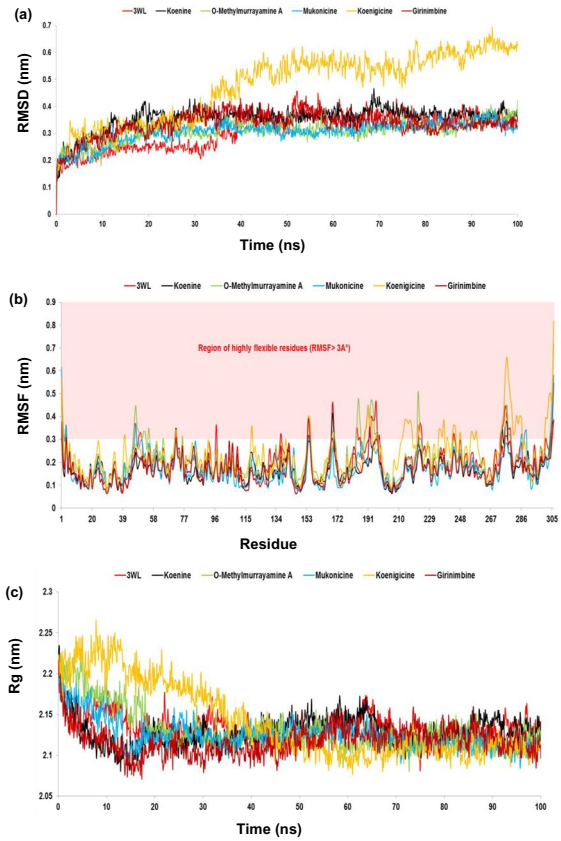 (a)
3WL Koenine O-Methylmurrayamine A Mukonicine Koenigicine Girinimbine
RMSD (nm)
0.7
0.6
0.5
0.4
0.3
0.2
0.1
0
0 10 20 30 40 50 60 70 80 90 100
Time (ns)
(b)
3WL Koenine O-Methylmurrayamine A Mukonicine Koenigicine Girinimbine
RMSF (nm)
0.9
0.8
0.7
0.6
0.5
0.4
0.3
0.2
0.1
0
Region of highly flexible residues (RMSF> 3A°)
1 20 39 58 77 96 115 134 153 172 191 210 229 248 267 286 305
Residue
(c)
3WL Koenine O-Methylmurrayamine A Mukonicine Koenigicine Girinimbine
Rg (nm)
2.3
2.25
2.2
2.15
2.1
2.05
0 10 20 30 40 50 60 70 80 90 100
Time (ns)